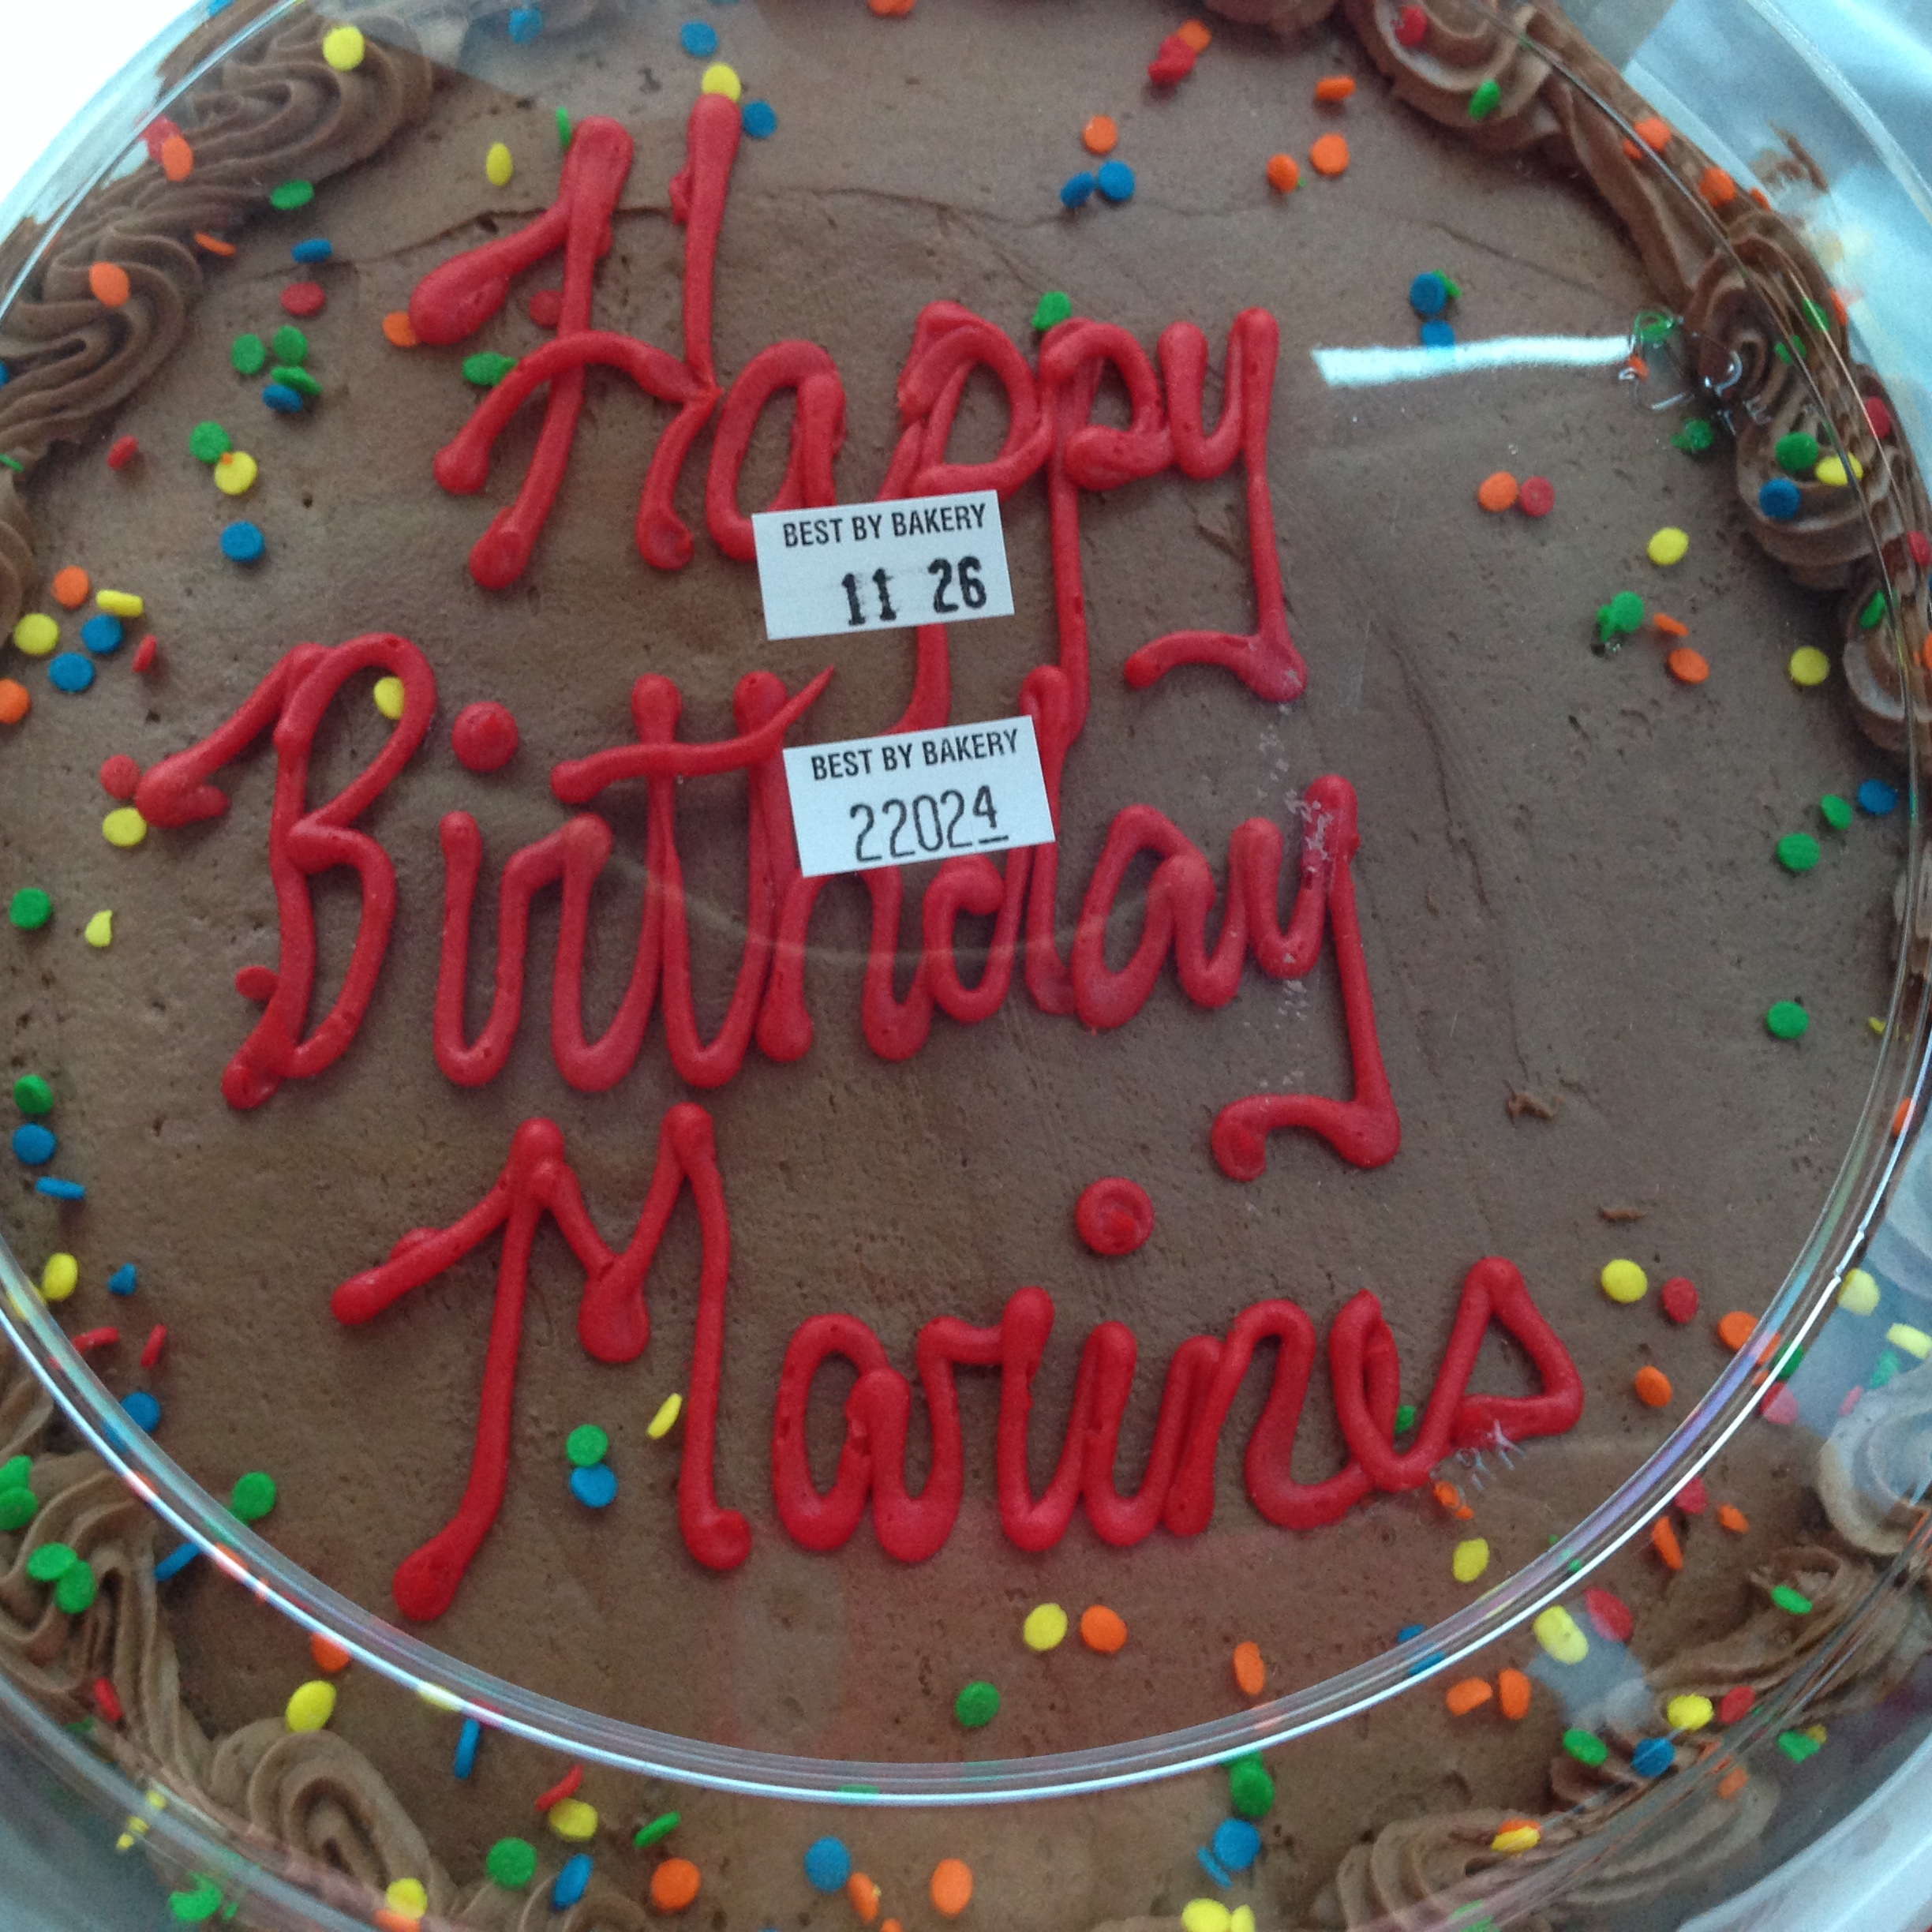 Happy
BEST BY BAKERY
11 26
Birthday
BEST BY BAKERY
22024
Marines